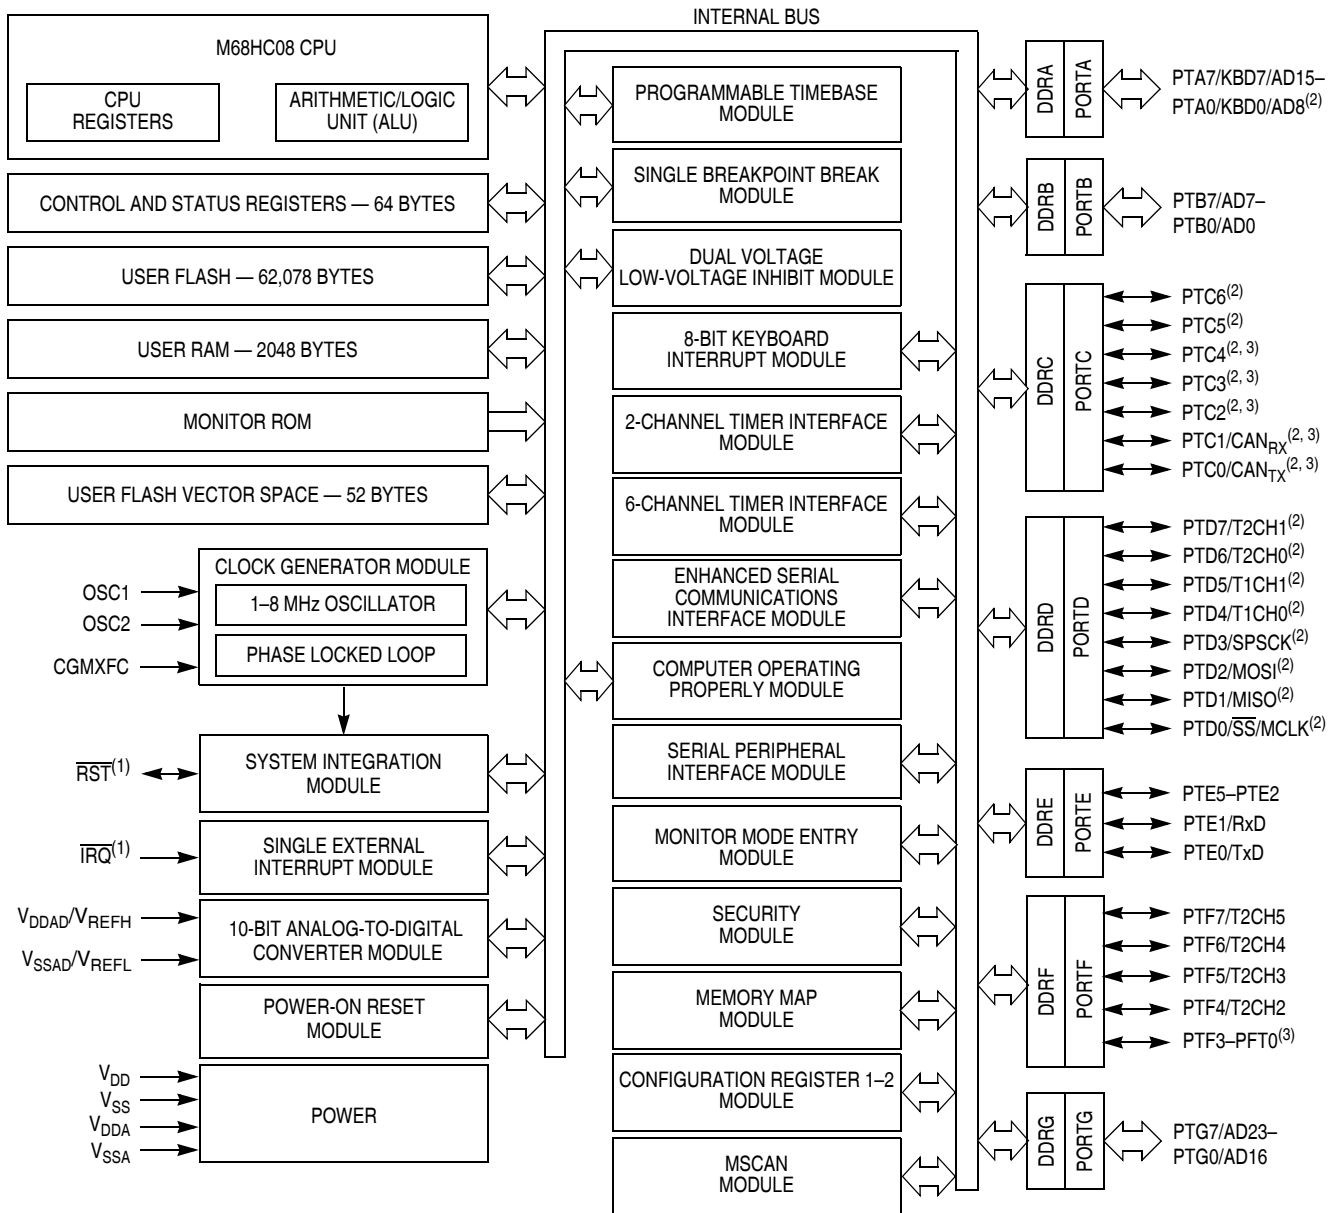 INTERNAL BUS
M68HC08 CPU
CPU
REGISTERS
ARITHMETIC/LOGIC
UNIT (ALU)
CONTROL AND STATUS REGISTERS — 64 BYTES
USER FLASH — 62,078 BYTES
USER RAM — 2048 BYTES
MONITOR ROM
USER FLASH VECTOR SPACE — 52 BYTES
CLOCK GENERATOR MODULE
1–8 MHz OSCILLATOR
PHASE LOCKED LOOP
OSC1
OSC2
CGMXFC
SYSTEM INTEGRATION
MODULE
RST(1)
SINGLE EXTERNAL
INTERRUPT MODULE
IRQ(1)
10-BIT ANALOG-TO-DIGITAL
CONVERTER MODULE
VDDAD/VREFH
VSSAD/VREFL
POWER-ON RESET
MODULE
POWER
VDD
VSS
VDDA
VSSA
PROGRAMMABLE TIMEBASE
MODULE
SINGLE BREAKPOINT BREAK
MODULE
DUAL VOLTAGE
LOW-VOLTAGE INHIBIT MODULE
8-BIT KEYBOARD
INTERRUPT MODULE
2-CHANNEL TIMER INTERFACE
MODULE
6-CHANNEL TIMER INTERFACE
MODULE
ENHANCED SERIAL
COMMUNICATIONS
INTERFACE MODULE
COMPUTER OPERATING
PROPERLY MODULE
SERIAL PERIPHERAL
INTERFACE MODULE
MONITOR MODE ENTRY
MODULE
SECURITY
MODULE
MEMORY MAP
MODULE
CONFIGURATION REGISTER 1–2
MODULE
MSCAN
MODULE
DDRA
PORTA
PTA7/KBD7/AD15–
PTA0/KBD0/AD8(2)
DDRB
PORTB
PTB7/AD7–
PTB0/AD0
DDRC
PORTC
PTC6(2)
PTC5(2)
PTC4(2, 3)
PTC3(2, 3)
PTC2(2, 3)
PTC1/CANRX(2, 3)
PTC0/CANTX(2, 3)
DDRD
PORTD
PTD7/T2CH1(2)
PTD6/T2CH0(2)
PTD5/T1CH1(2)
PTD4/T1CH0(2)
PTD3/SPSCK(2)
PTD2/MOSI(2)
PTD1/MISO(2)
PTD0/SS/MCLK(2)
DDRE
PORTE
PTE5–PTE2
PTE1/RxD
PTE0/TxD
DDRF
PORTF
PTF7/T2CH5
PTF6/T2CH4
PTF5/T2CH3
PTF4/T2CH2
PTF3–PFT0(3)
DDRG
PORTG
PTG7/AD23–
PTG0/AD16